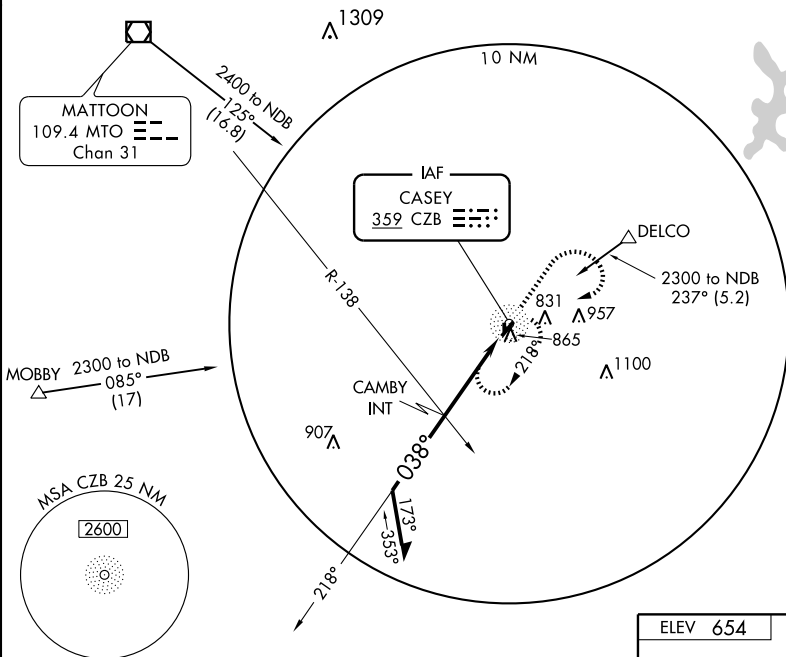 1309
10 NM
2400 to NDB
125°
(16.8)
MATTOON
109.4 MTO
Chan 31
IAF
CASEY
359 CZB
DELCO
2300 to NDB
237° (5.2)
R-138
831
957
865
218°
1100
MOBBY
2300 to NDB
085°
(17)
CAMBY
INT
907
038°
173°
353°
218°
MSA CZB 25 NM
2600
ELEV 654